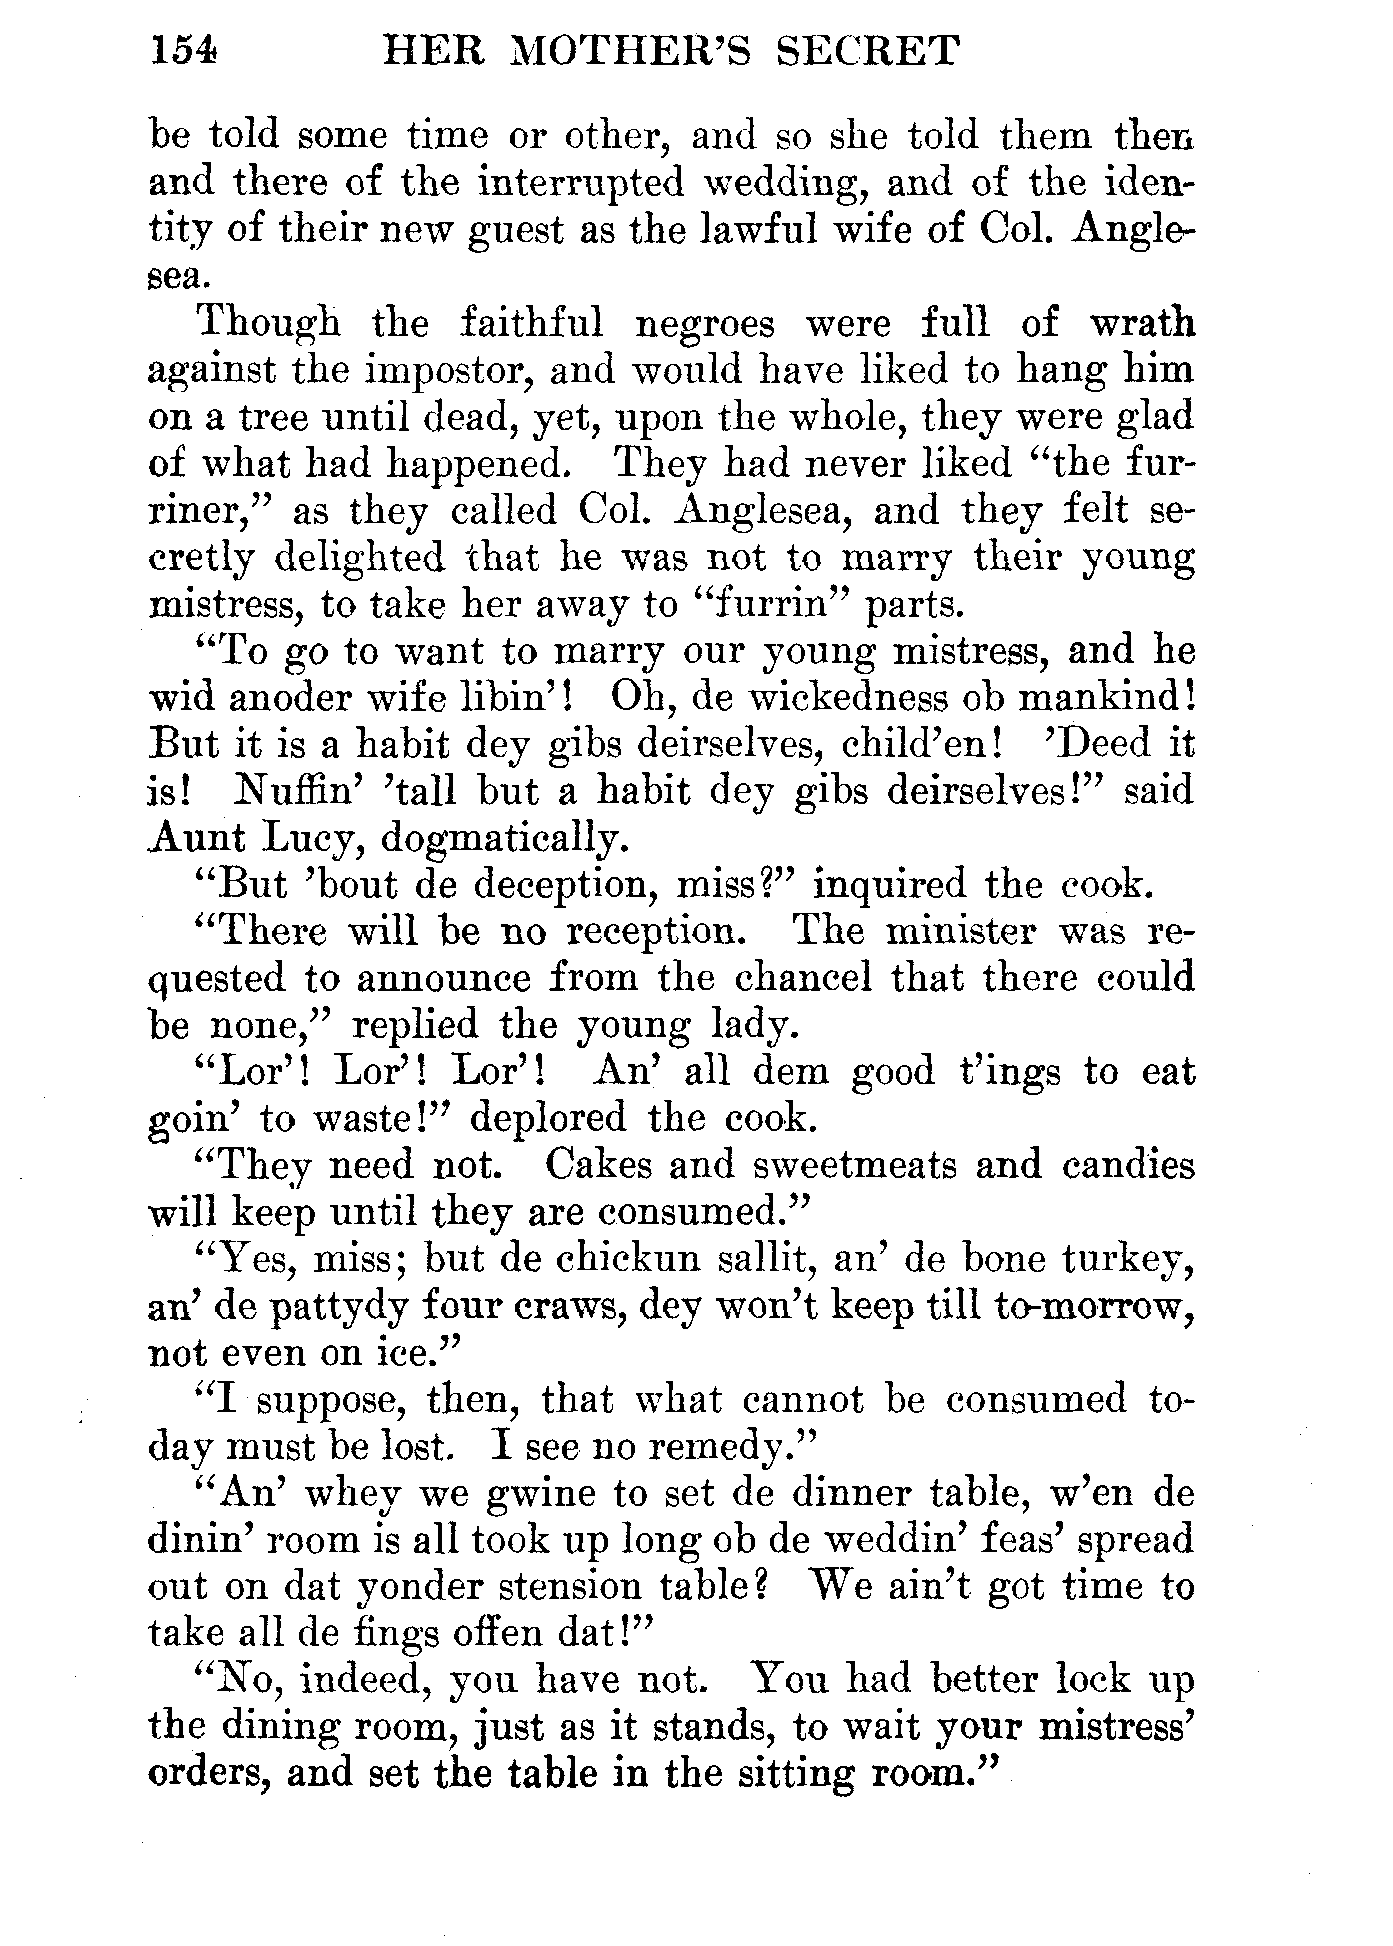 154 HER MOTHER'S SECRET
be told some time or other, and so she told them then
and there of the interrupted wedding, and of the iden-
tity of their new guest as the lawful wife of Col. Angle-
sea.
Though the faithful negroes were full of wrath
against the impostor, and would have liked to hang him
on a tree until dead, yet, upon the whole, they were glad
of what had happened. They had never liked “the fur-
riner,” as they called Col. Anglesea, and they felt se-
cretly delighted that he was not to marry their young
mistress, to take her away to “furrin” parts.
“To go to want to marry our young mistress, and he
wid anoder wife libin’! Oh, de wickedness ob mankind!
But it is a habit dey gibs deirselves, child’en! ’Deed it
is! Nuffin’ ’tall but a habit dey gibs deirselves!” said
Aunt Lucy, dogmatically.
“But ’bout de deception, miss?” inquired the cook.
“There will be no reception. The minister was re-
quested to announce from the chancel that there could
be none,” replied the young lady.
“Lor’! Lor’! Lor’! An’ all dem good t’ings to eat
goin’ to waste!” deplored the cook.
“They need not. Cakes and sweetmeats and candies
will keep until they are consumed.”
“Yes, miss; but de chickun sallit, an’ de bone turkey,
an’ de pattydy four craws, dey won’t keep till to-morrow,
not even on ice.”
“I suppose, then, that what cannot be consumed to-
day must be lost. I see no remedy.”
“An’ whey we gwine to set de dinner table, w’en de
dinin’ room is all took up long ob de weddin’ feas’ spread
out on dat yonder stension table? We ain’t got time to
take all de fings offen dat!”
“No, indeed, you have not. You had better lock up
the dining room, just as it stands, to wait your mistress’
orders, and set the table in the sitting room.”